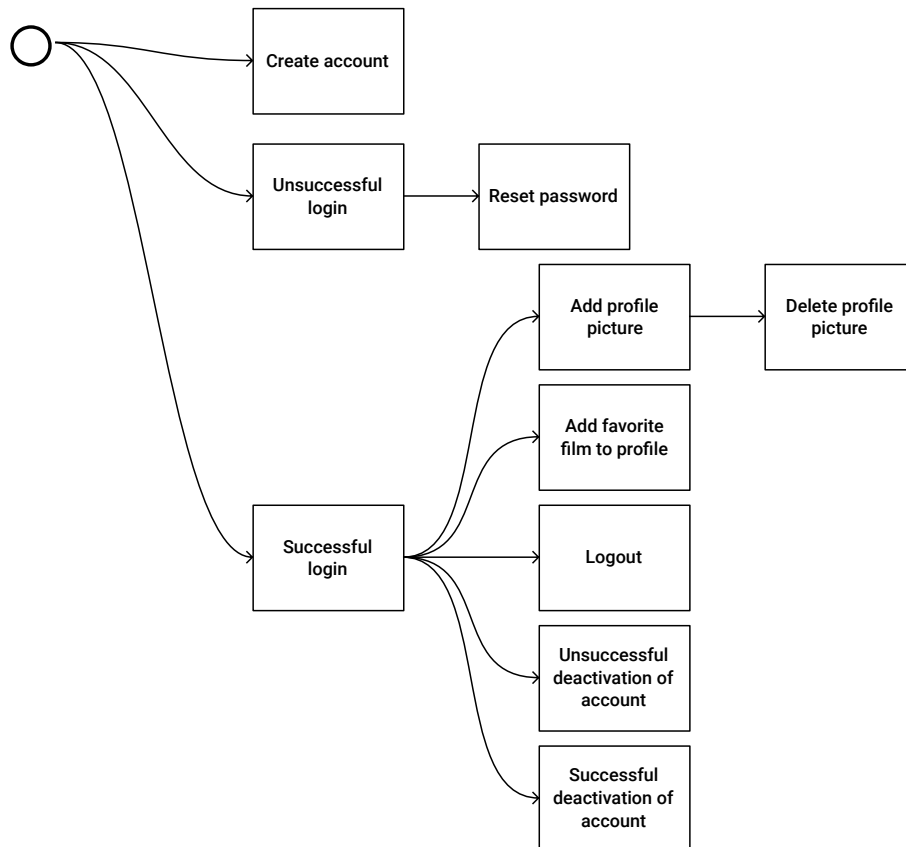 Create account
Unsuccessful
login
Reset password
Add profile
picture
Delete profile
picture
Add favorite
film to profile
Successful
login
Logout
Unsuccessful
deactivation of
account
Successful
deactivation of
account